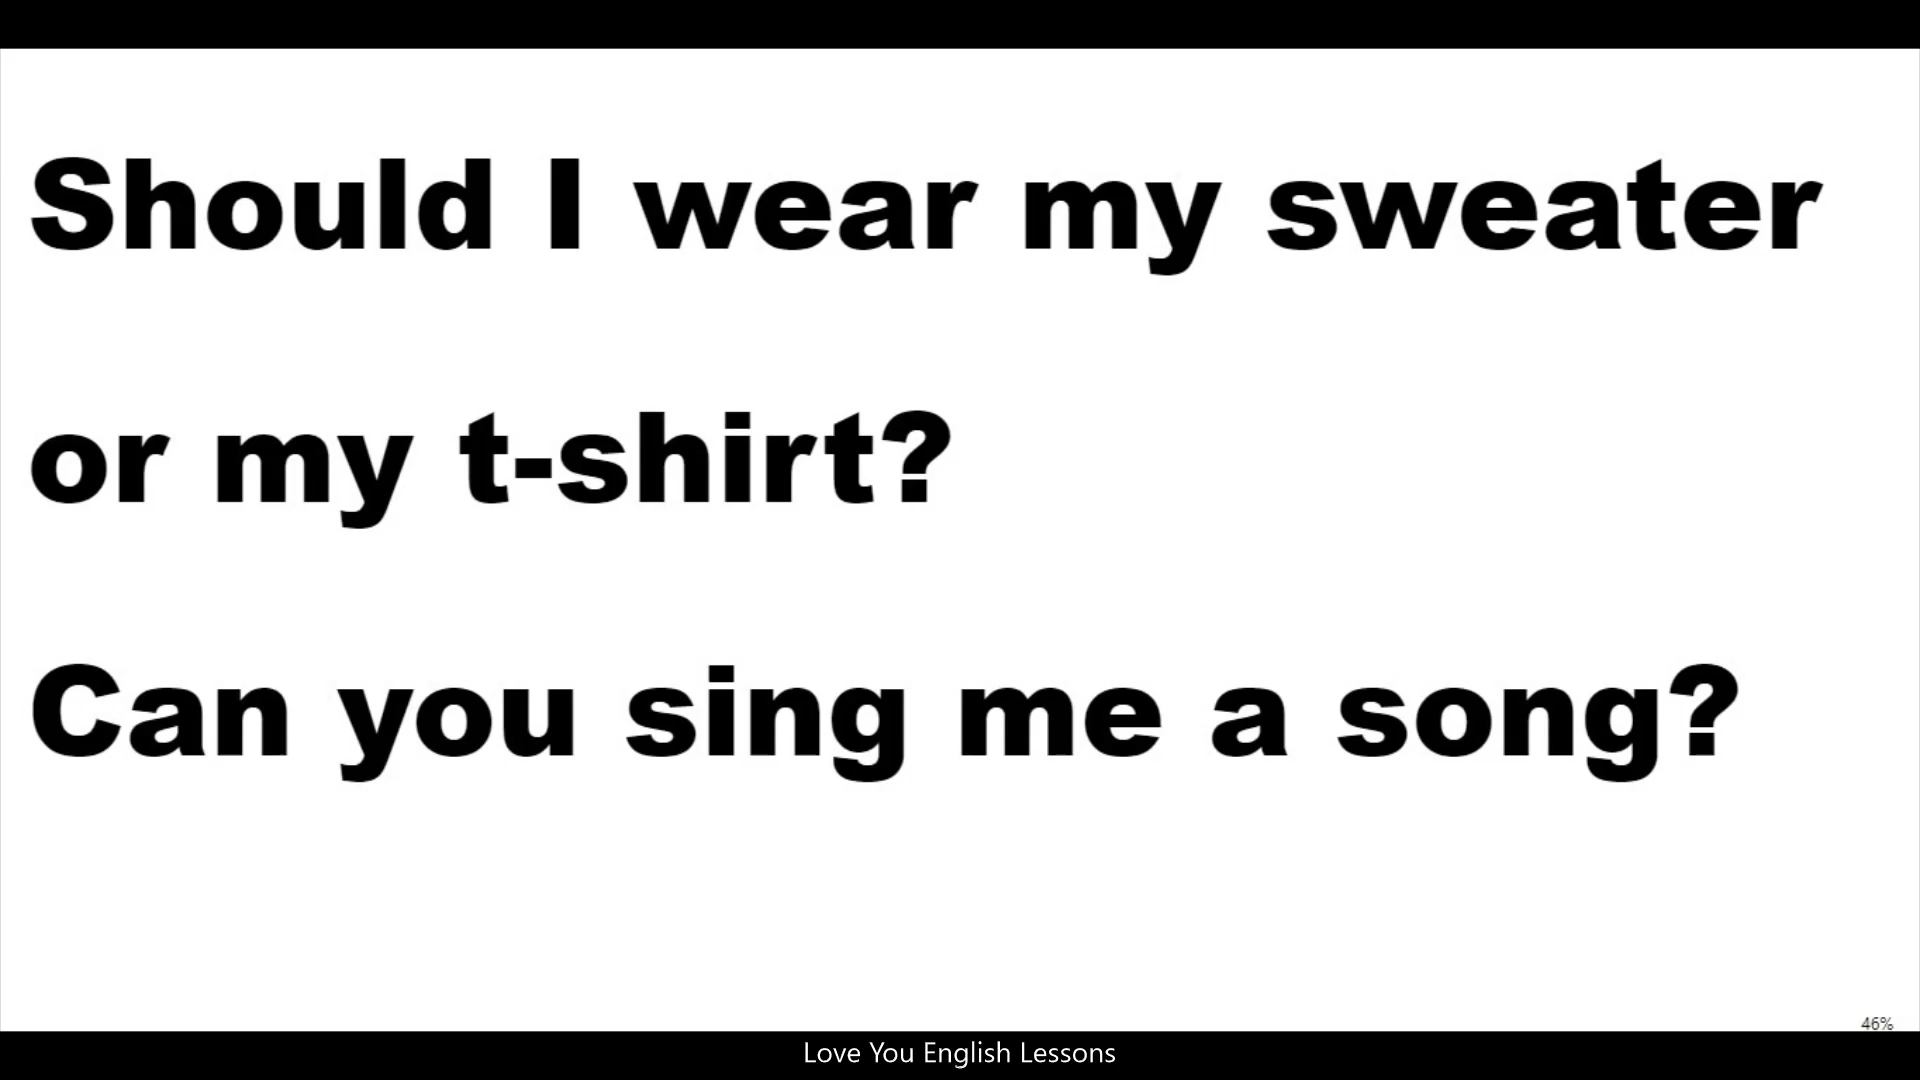 Should I wear my sweater
or my t-shirt?
Can you sing me a song?
46%
Love You English Lessons